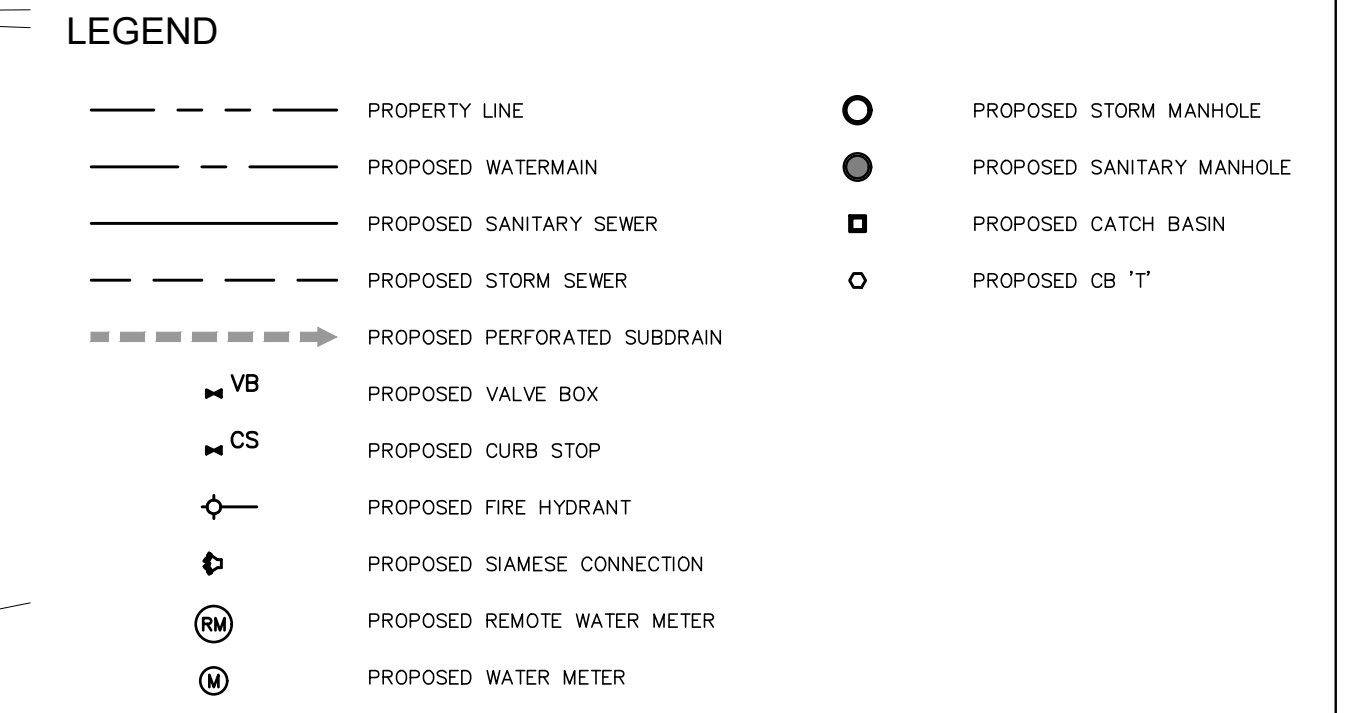 LEGEND
PROPERTY LINE
PROPOSED WATERMAIN
PROPOSED SANITARY SEWER
PROPOSED STORM SEWER
PROPOSED PERFORATED SUBDRAIN
VB PROPOSED VALVE BOX
CS PROPOSED CURB STOP
PROPOSED FIRE HYDRANT
PROPOSED SIAMESE CONNECTION
RM PROPOSED REMOTE WATER METER
M PROPOSED WATER METER
PROPOSED STORM MANHOLE
PROPOSED SANITARY MANHOLE
PROPOSED CATCH BASIN
PROPOSED CB 'T'